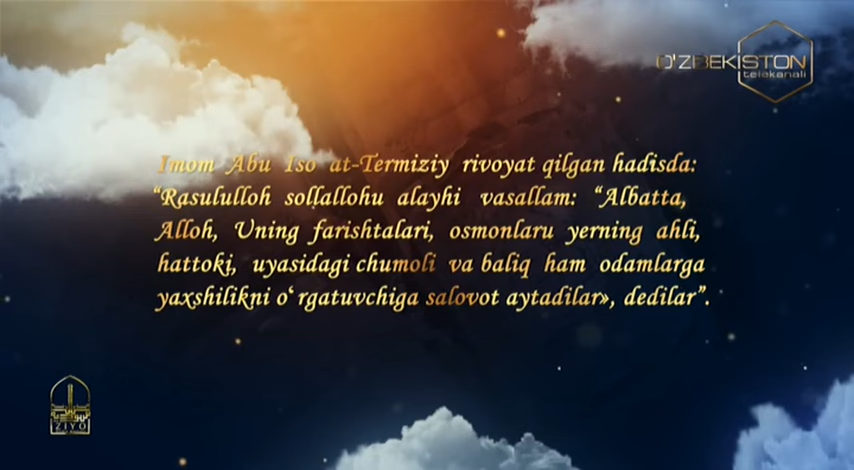 O'ZBEKISTON
telekanali
Imom Abu Iso at-Termiziy rivoyat qilgan hadisda:
“Rasululloh sollallohu alayhi vasallam: “Albatta,
Alloh, Uning farishtalari, osmonlaru yerning ahli,
hattoki, uyasidagi chumoli va baliq ham odamlarga
yaxshilikni o‘ rgatuvchiga salovot aytadilar», dedilar”.
ZIYO